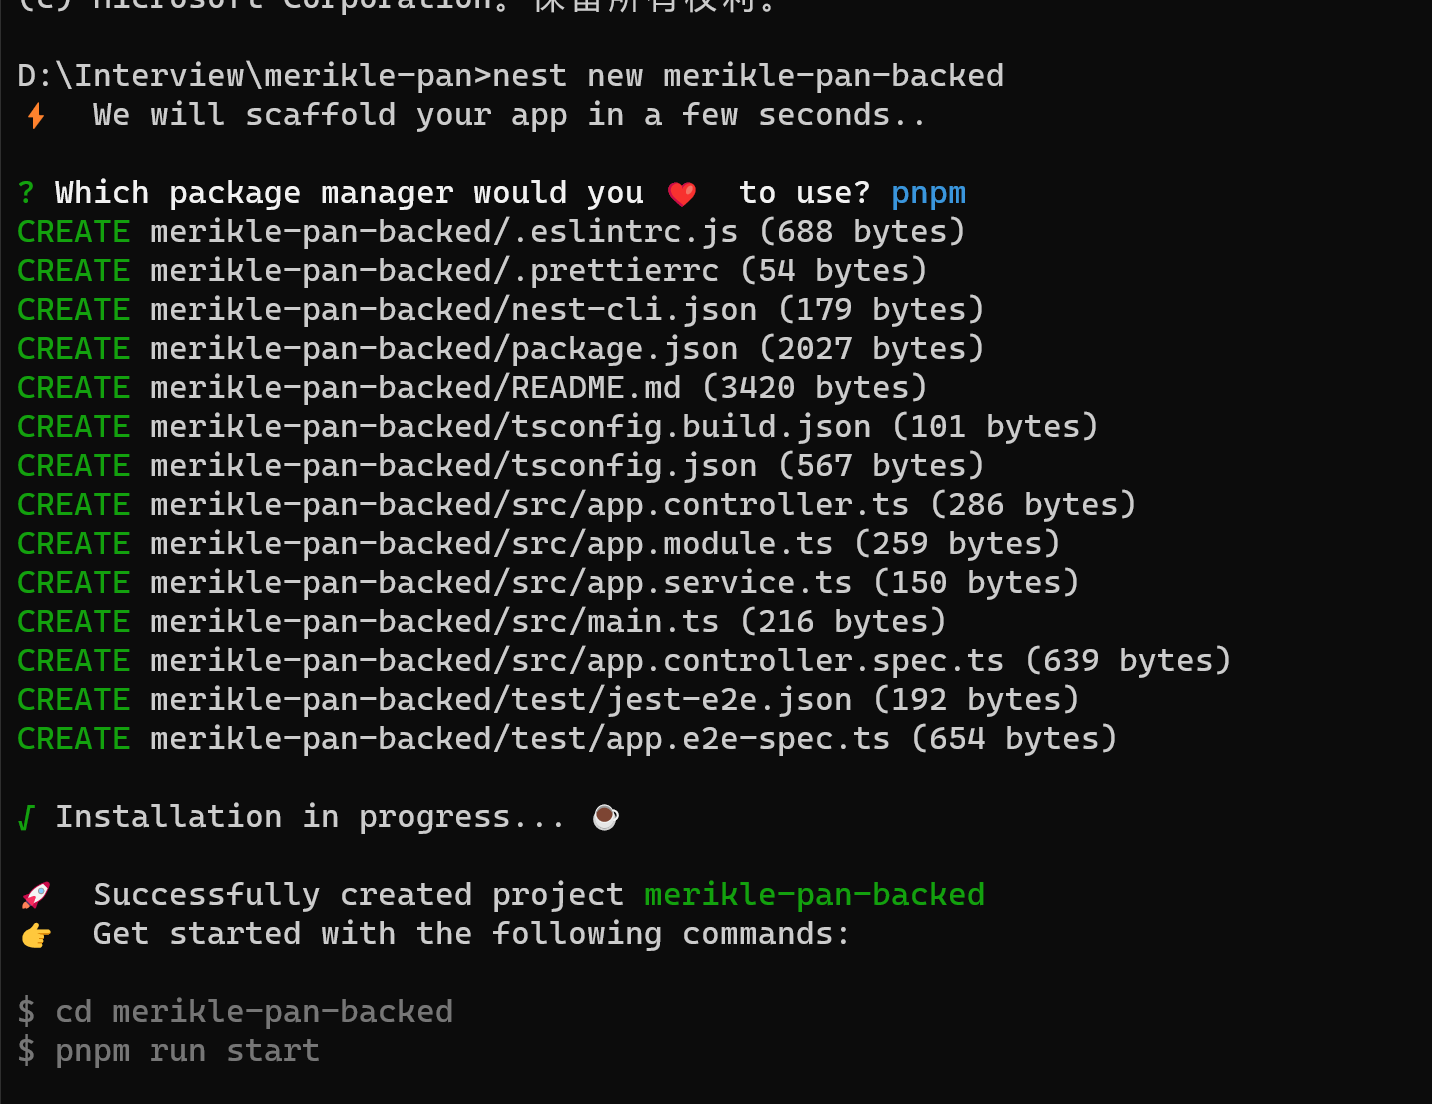 (c) Microsoft Corporation。保留所有权利。
D:\Interview\merikle-pan>nest new merikle-pan-backed
⚡  We will scaffold your app in a few seconds..
? Which package manager would you ❤️  to use? pnpm
CREATE merikle-pan-backed/.eslintrc.js (688 bytes)
CREATE merikle-pan-backed/.prettierrc (54 bytes)
CREATE merikle-pan-backed/nest-cli.json (179 bytes)
CREATE merikle-pan-backed/package.json (2027 bytes)
CREATE merikle-pan-backed/README.md (3420 bytes)
CREATE merikle-pan-backed/tsconfig.build.json (101 bytes)
CREATE merikle-pan-backed/tsconfig.json (567 bytes)
CREATE merikle-pan-backed/src/app.controller.ts (286 bytes)
CREATE merikle-pan-backed/src/app.module.ts (259 bytes)
CREATE merikle-pan-backed/src/app.service.ts (150 bytes)
CREATE merikle-pan-backed/src/main.ts (216 bytes)
CREATE merikle-pan-backed/src/app.controller.spec.ts (639 bytes)
CREATE merikle-pan-backed/test/jest-e2e.json (192 bytes)
CREATE merikle-pan-backed/test/app.e2e-spec.ts (654 bytes)
√ Installation in progress... ☕
🚀  Successfully created project merikle-pan-backed
👉  Get started with the following commands:
$ cd merikle-pan-backed
$ pnpm run start